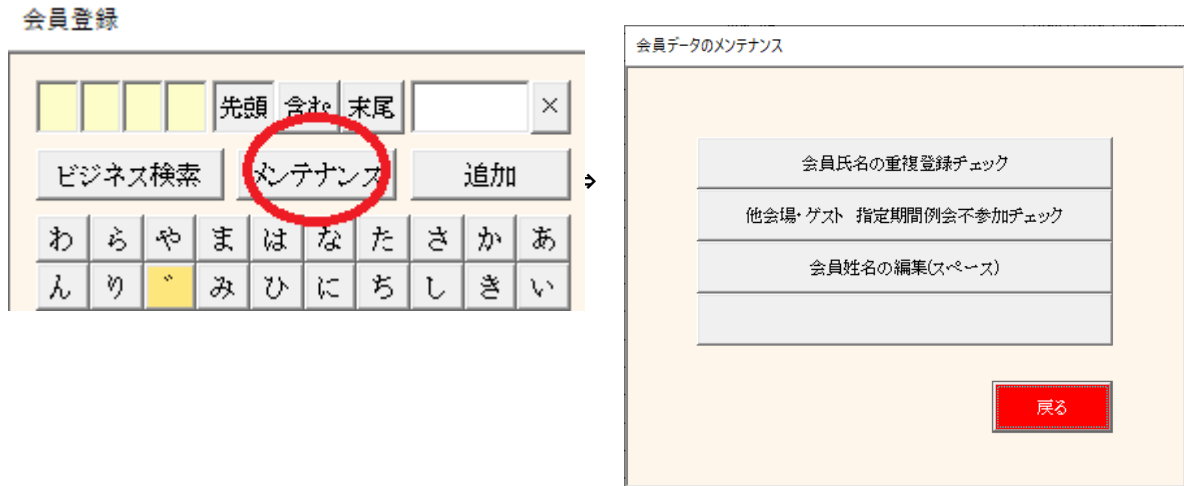 会員登録
先頭 含む 末尾 ×
ビジネス検索 メンテナンス 追加
わ ら や ま は な た さ か あ
ん り ゛ み ひ に ち し き い
→
会員データのメンテナンス
会員氏名の重複登録チェック
他会場・ゲスト 指定期間例会不参加チェック
会員姓名の編集(スペース)
戻る